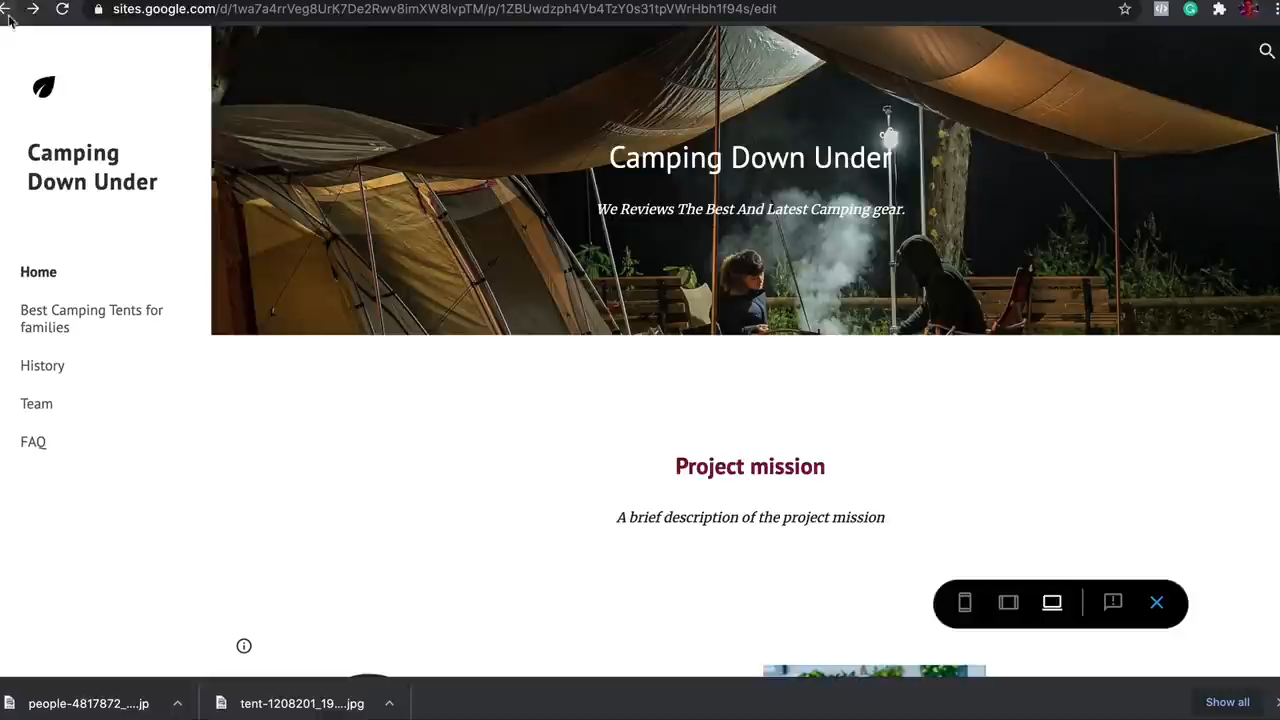 sites.google.com/d/1wa7a4rrVeg8UrK7De2Rwv8imXW8IvpTM/p/1ZBUwdzph4Vb4TzY0s31tpVWrHbh1f94s/edit
Camping
Down Under
Home
Best Camping Tents for
families
History
Team
FAQ
Camping Down Under
We Reviews The Best And Latest Camping gear.
Project mission
A brief description of the project mission
people-4817872_....jp
tent-1208201_19....jpg
Show all